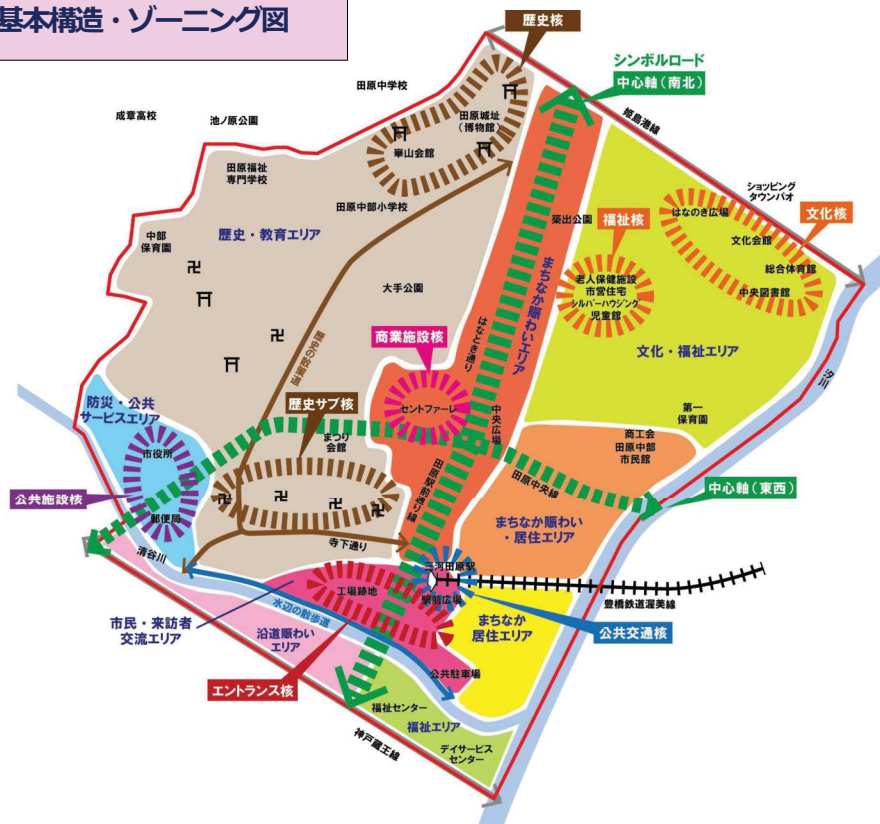 基本構造・ゾーニング図
歴史核
シンボルロード
中心軸(南北)
田原中学校
成章高校
池ノ原公園
田原城址
(博物館)
崋山会館
姫島港線
田原福祉
専門学校
ショッピング
タウンパオ
田原中部小学校
築出公園
福祉核
はなのき広場
文化核
中部
保育園
歴史・教育エリア
文化会館
総合体育館
中央図書館
老人保健施設
市営住宅
シルバーハウジング
児童館
大手公園
まちなか賑わいエリア
はなとき通り
歴史の散策道
商業施設核
文化・福祉エリア
汐川
防災・公共
サービスエリア
歴史サブ核
セントファーレ
中央広場
第一
保育園
まつり
会館
商工会
田原中部
市民館
市役所
田原駅前通り線
田原中央線
中心軸(東西)
公共施設核
郵便局
まちなか賑わい
・居住エリア
清谷川
寺下通り
三河田原駅
工場跡地
駅前広場
豊橋鉄道渥美線
水辺の散歩道
市民・来訪者
交流エリア
沿道賑わい
エリア
まちなか
居住エリア
公共交通核
エントランス核
公共駐車場
福祉センター
福祉エリア
神戸蔵王線
デイサービス
センター